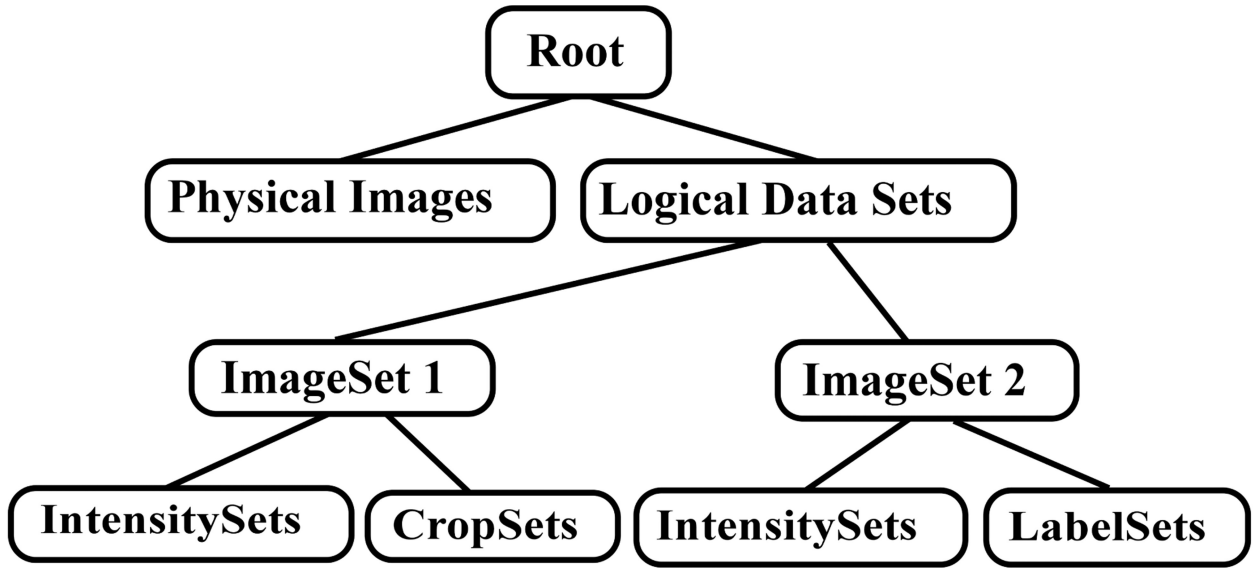 Root
Physical Images
Logical Data Sets
ImageSet 1
ImageSet 2
IntensitySets
CropSets
IntensitySets
LabelSets